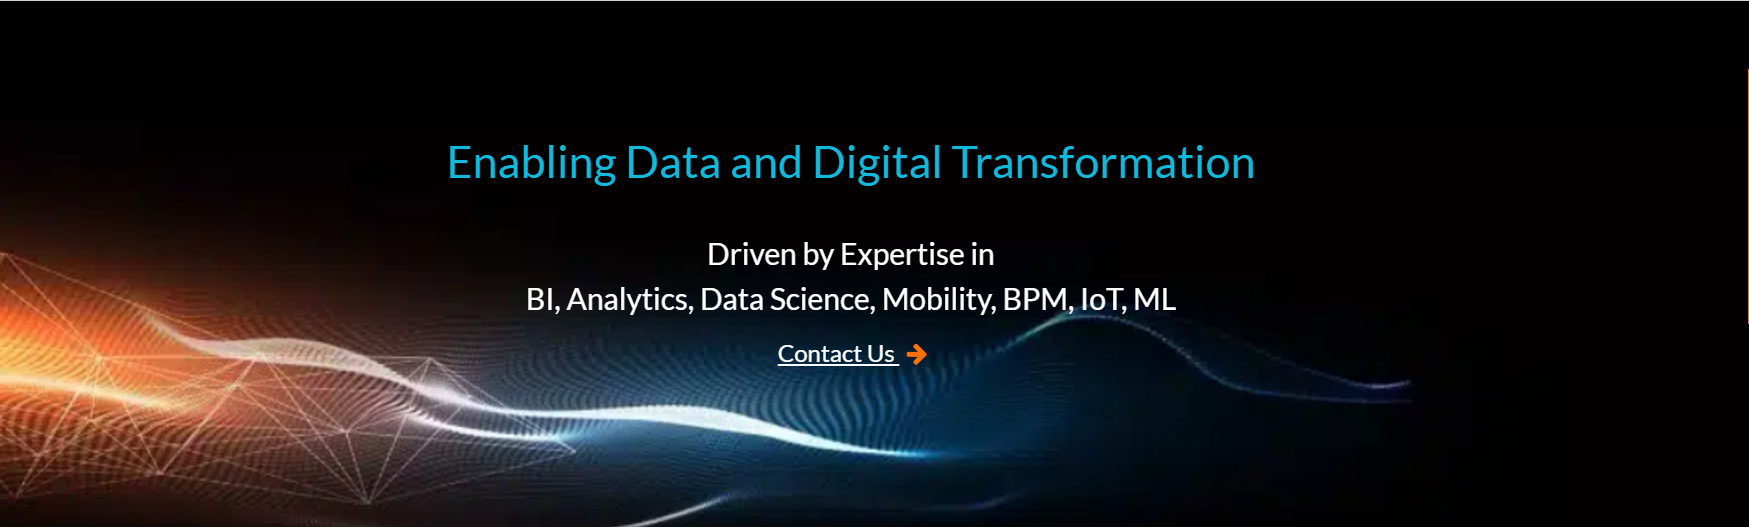 Enabling Data and Digital Transformation
Driven by Expertise in
BI, Analytics, Data Science, Mobility, BPM, IoT, ML
Contact Us